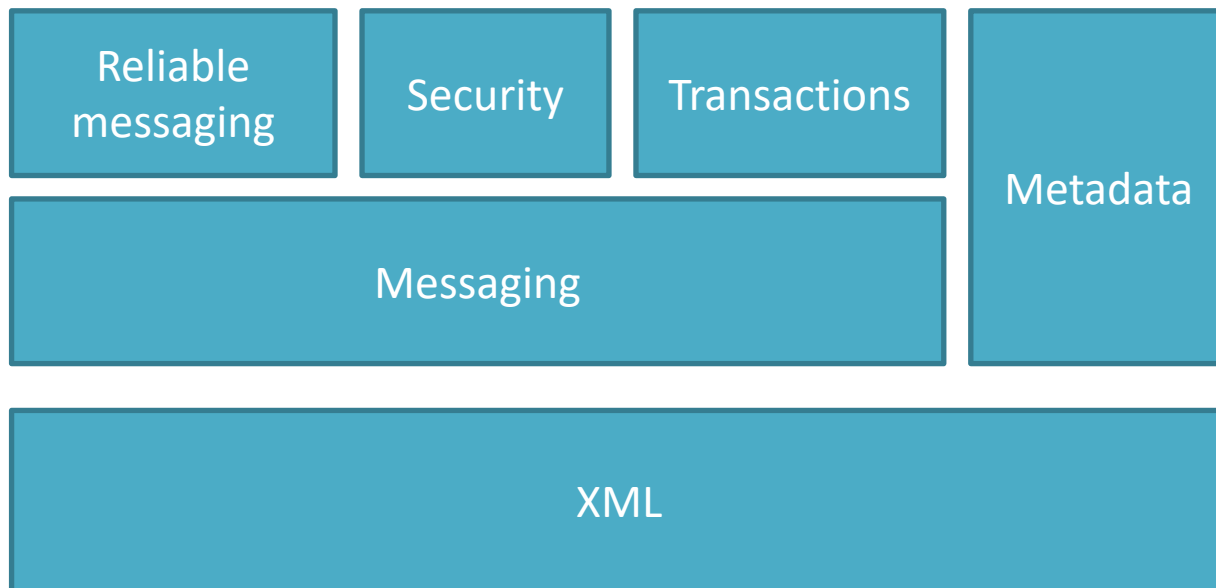 Reliable
messaging
Security
Transactions
Metadata
Messaging
XML